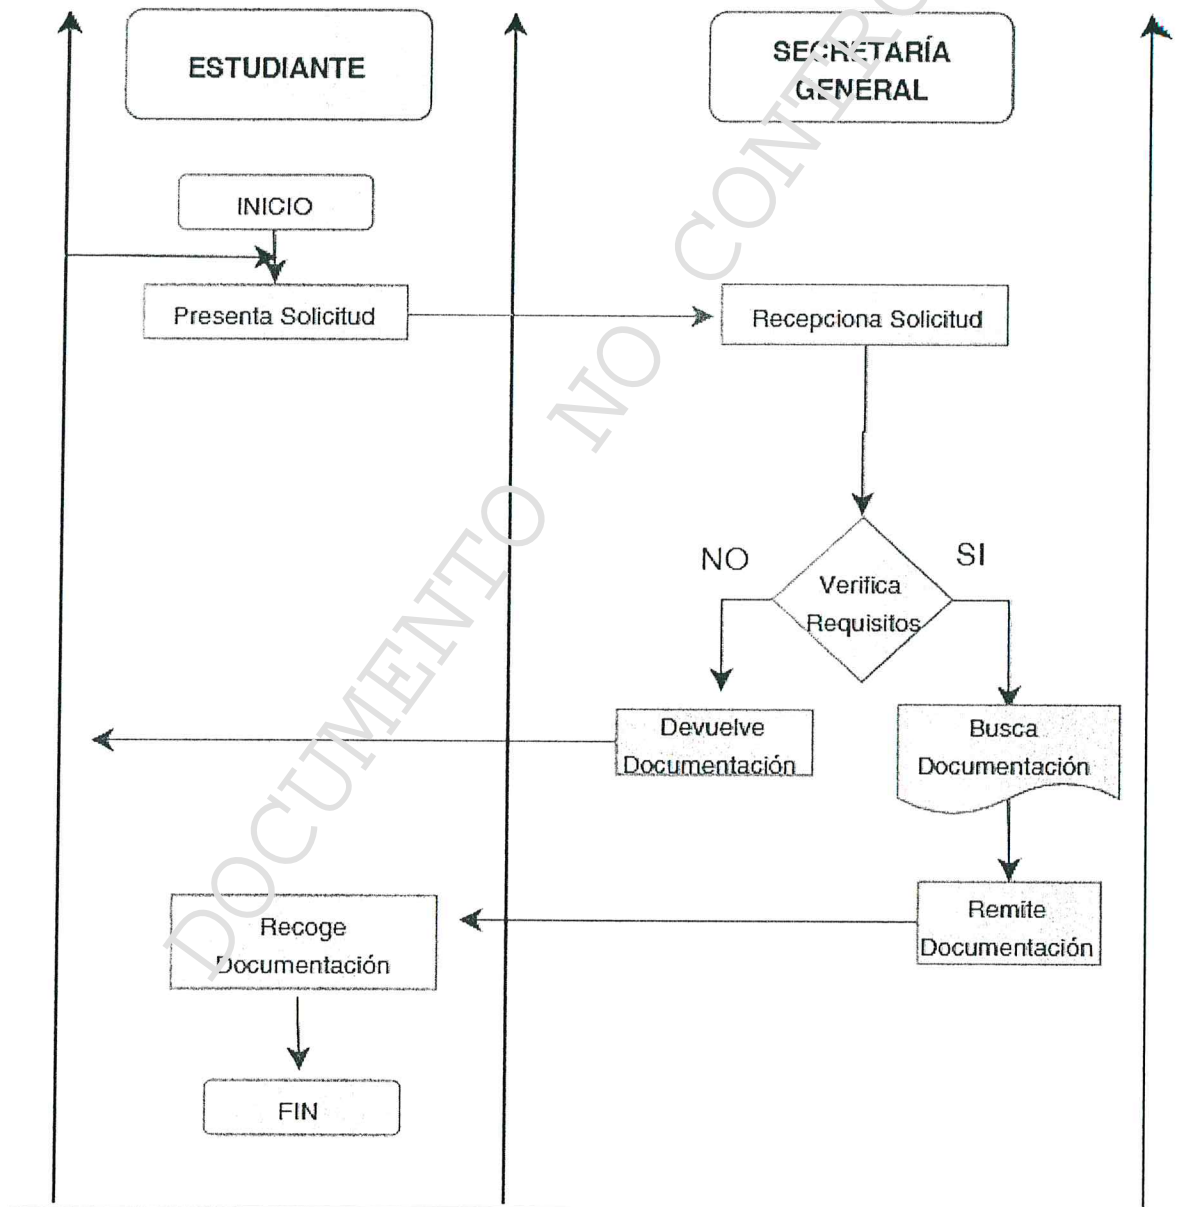 ESTUDIANTE
SECRETARÍA
GENERAL
INICIO
Presenta Solicitud
Recepciona Solicitud
NO
SI
Verifica
Requisitos
Devuelve
Documentación
Busca
Documentación
Remite
Documentación
Recoge
Documentación
FIN
DOCUMENTO NO